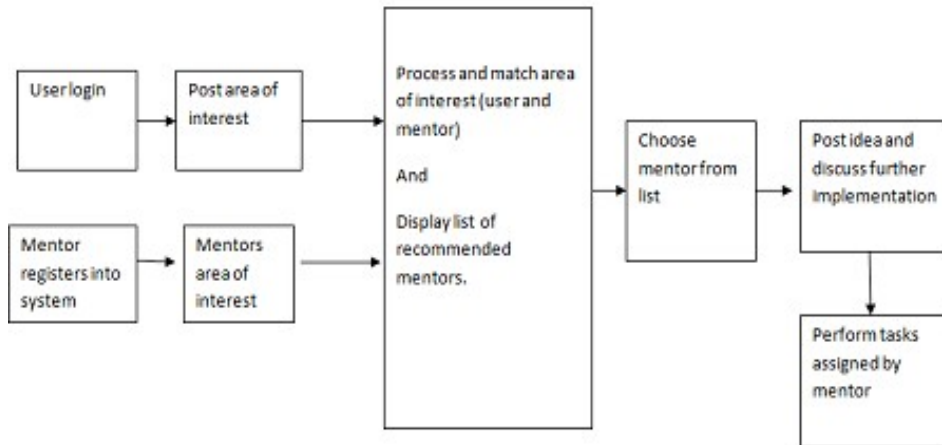 User login
Post area of
interest
Mentor
registers into
system
Mentors
area of
interest
Process and match area
of interest (user and
mentor)
And
Display list of
recommended
mentors.
Choose
mentor from
list
Post idea and
discuss further
implementation
Perform tasks
assigned by
mentor